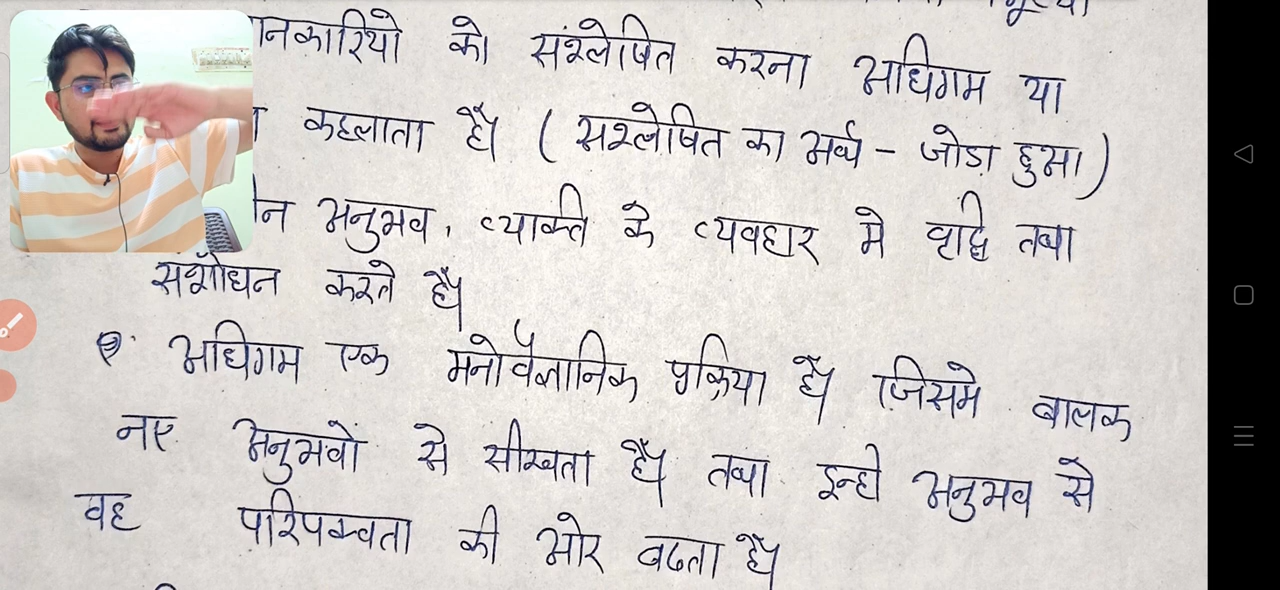 नकारियो को संश्लेषित करना अधिगम या
कहलाता है ( संश्लेषित का अर्थ - जोडा हुआ )
अनुभव, व्यक्ति के व्यवहार मे वृद्धि तथा
संशोधन करते है
अधिगम एक मनोवैज्ञानिक प्रक्रिया है जिसमे बालक
नए अनुभवो से सीखता है तथा इन्ही अनुभव से
वह परिपक्वता की ओर बढता है